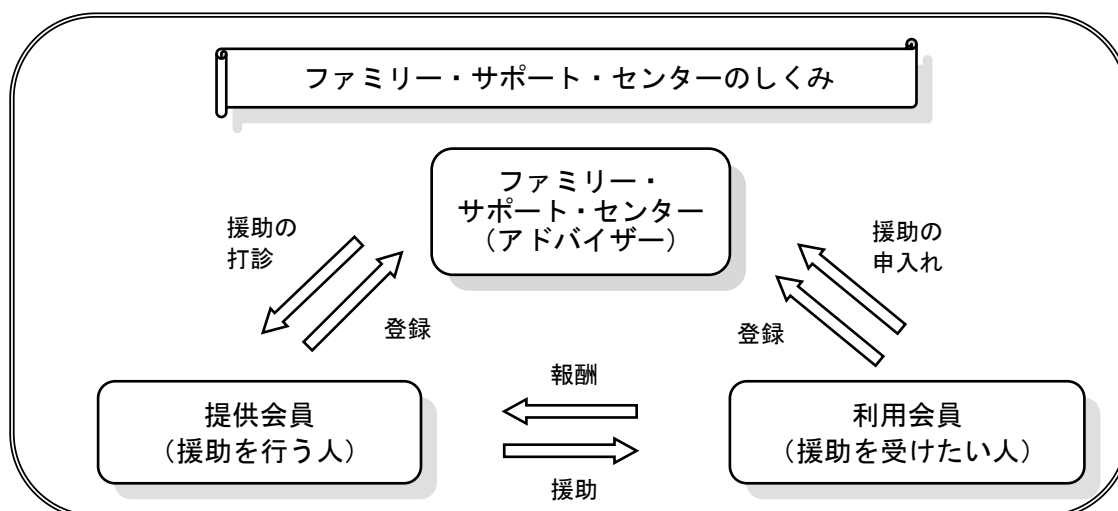 ファミリー・サポート・センターのしくみ
ファミリー・
サポート・センター
（アドバイザー）
援助の
打診
登録
援助の
申入れ
登録
提供会員
（援助を行う人）
報酬
援助
利用会員
（援助を受けたい人）